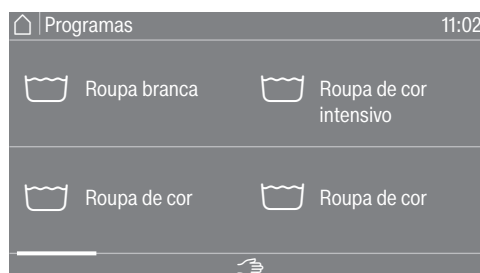 Programas 11:02
Roupa branca
Roupa de cor
intensivo
Roupa de cor
Roupa de cor